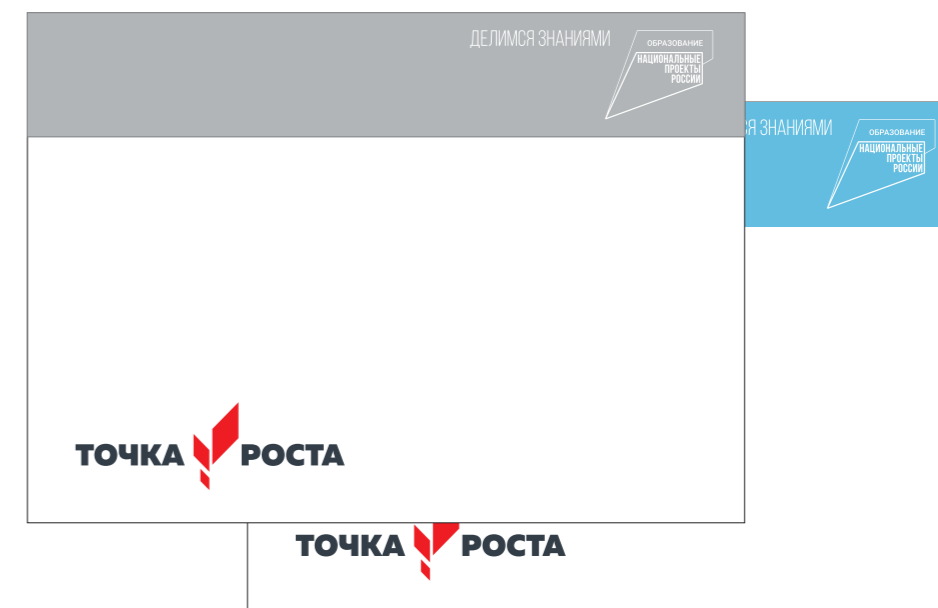 ДЕЛИМСЯ ЗНАНИЯМИ
ОБРАЗОВАНИЕ
НАЦИОНАЛЬНЫЕ
ПРОЕКТЫ
РОССИИ
Я ЗНАНИЯМИ
ОБРАЗОВАНИЕ
НАЦИОНАЛЬНЫЕ
ПРОЕКТЫ
РОССИИ
ТОЧКА РОСТА
ТОЧКА РОСТА